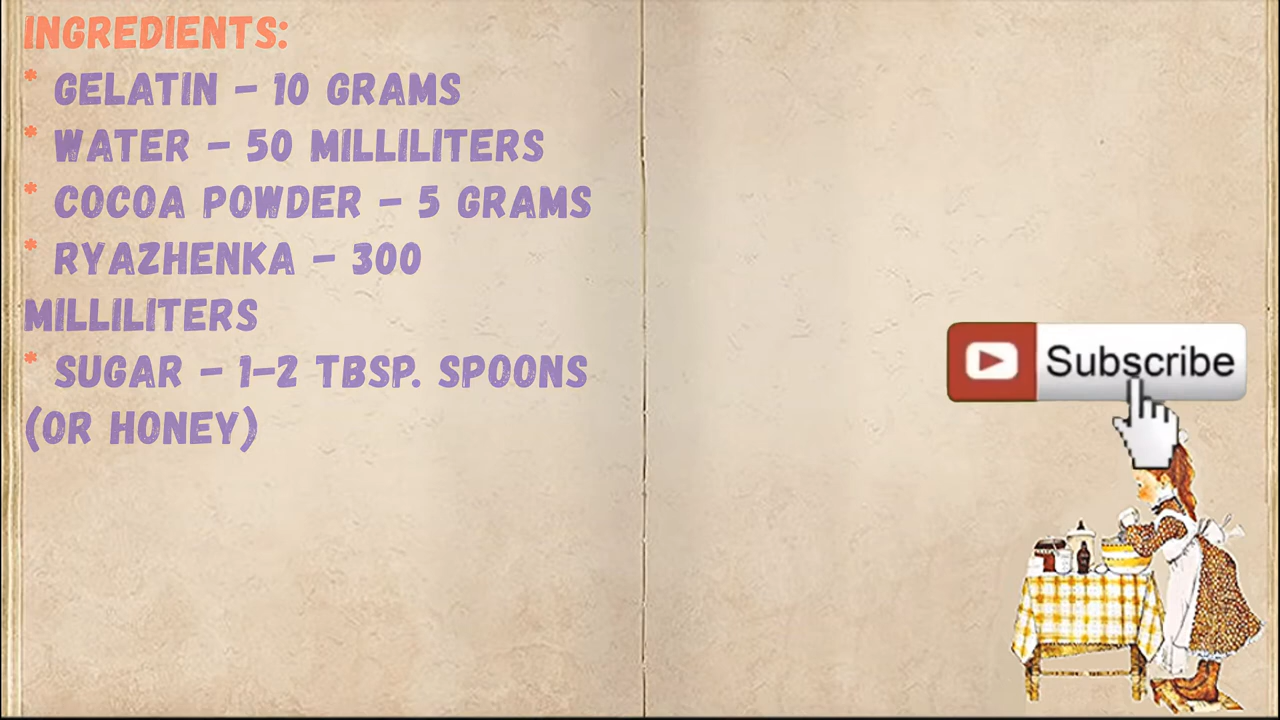 INGREDIENTS:
* GELATIN – 10 GRAMS
* WATER – 50 MILLILITERS
* COCOA POWDER – 5 GRAMS
* RYAZHENKA – 300
MILLILITERS
* SUGAR – 1–2 TBSP. SPOONS
(OR HONEY)
Subscribe